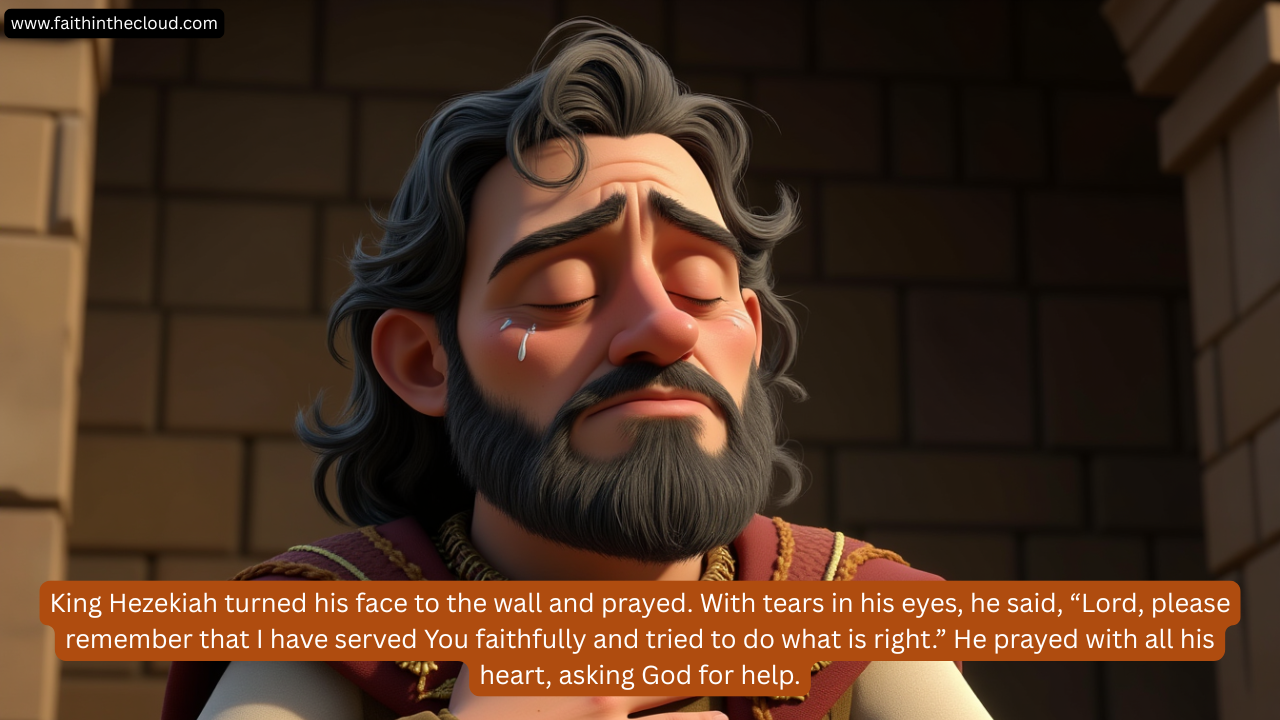 www.faithinthecloud.com
King Hezekiah turned his face to the wall and prayed. With tears in his eyes, he said, “Lord, please
remember that I have served You faithfully and tried to do what is right.” He prayed with all his
heart, asking God for help.